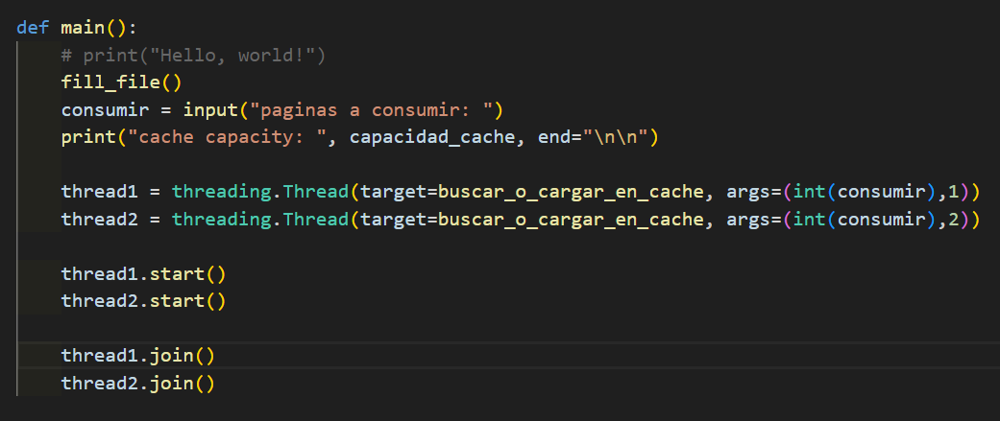 def main():
# print("Hello, world!")
fill_file()
consumir = input("paginas a consumir: ")
print("cache capacity: ", capacidad_cache, end="\n\n")
thread1 = threading.Thread(target=buscar_o_cargar_en_cache, args=(int(consumir),1))
thread2 = threading.Thread(target=buscar_o_cargar_en_cache, args=(int(consumir),2))
thread1.start()
thread2.start()
thread1.join()
thread2.join()